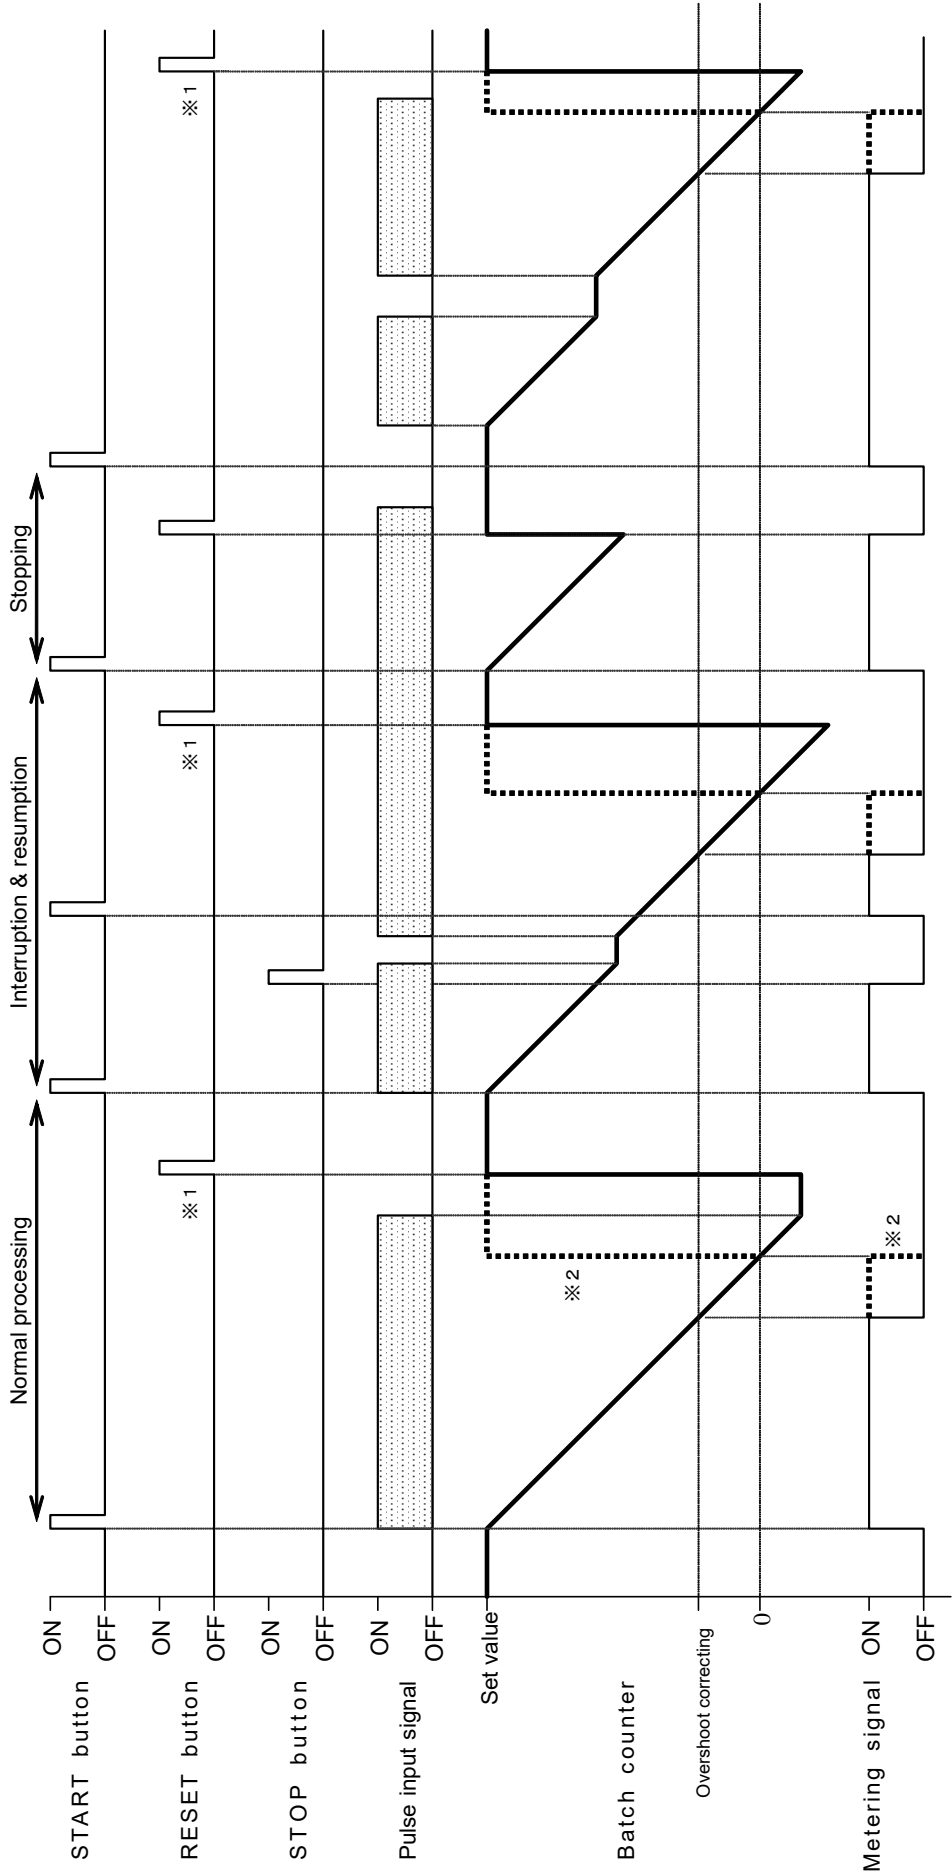 Normal processing
Interruption & resumption
Stopping
START button
ON
OFF
RESET button
ON
OFF
※1
※1
※1
STOP button
ON
OFF
Pulse input signal
ON
OFF
Set value
Batch counter
※2
Overshoot correcting
0
Metering signal
ON
OFF
※2